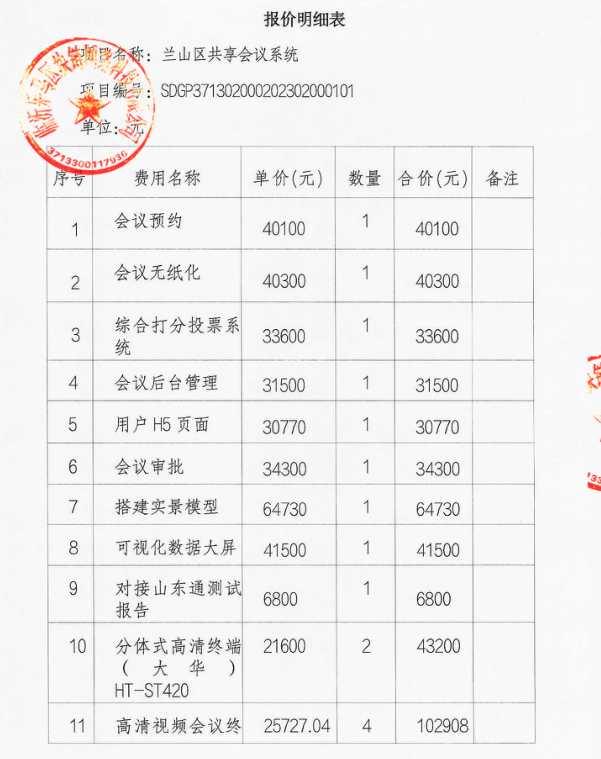 报价明细表
项目名称：兰山区共享会议系统
项目编号：SDGP371302000202302000101
单位：元
3713300117930
序号 费用名称 单价(元) 数量 合价(元) 备注
1 会议预约 40100 1 40100
2 会议无纸化 40300 1 40300
3 综合打分投票系 33600 1 33600
统
4 会议后台管理 31500 1 31500
5 用户H5页面 30770 1 30770
6 会议审批 34300 1 34300
7 搭建实景模型 64730 1 64730
8 可视化数据大屏 41500 1 41500
9 对接山东通测试 6800 1 6800
报告
10 分体式高清终端 21600 2 43200
（大华）
HT-ST420
11 高清视频会议终 25727.04 4 102908